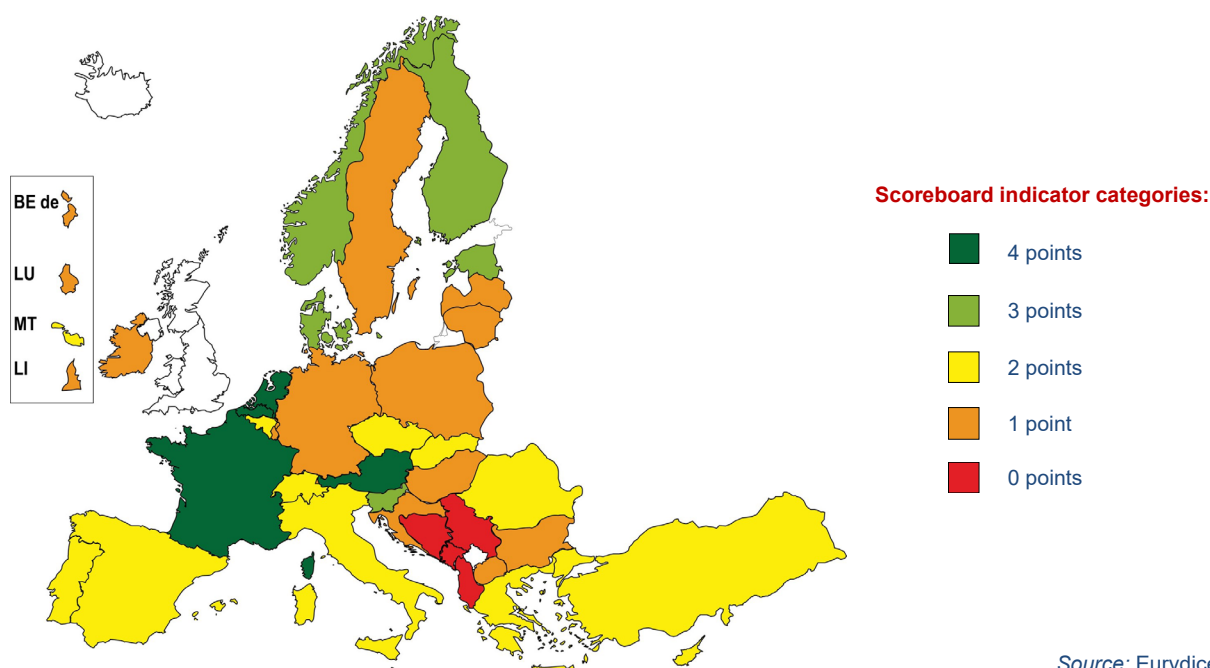 BE de
LU
MT
LI
Scoreboard indicator categories:
4 points
3 points
2 points
1 point
0 points
Source: Eurydice